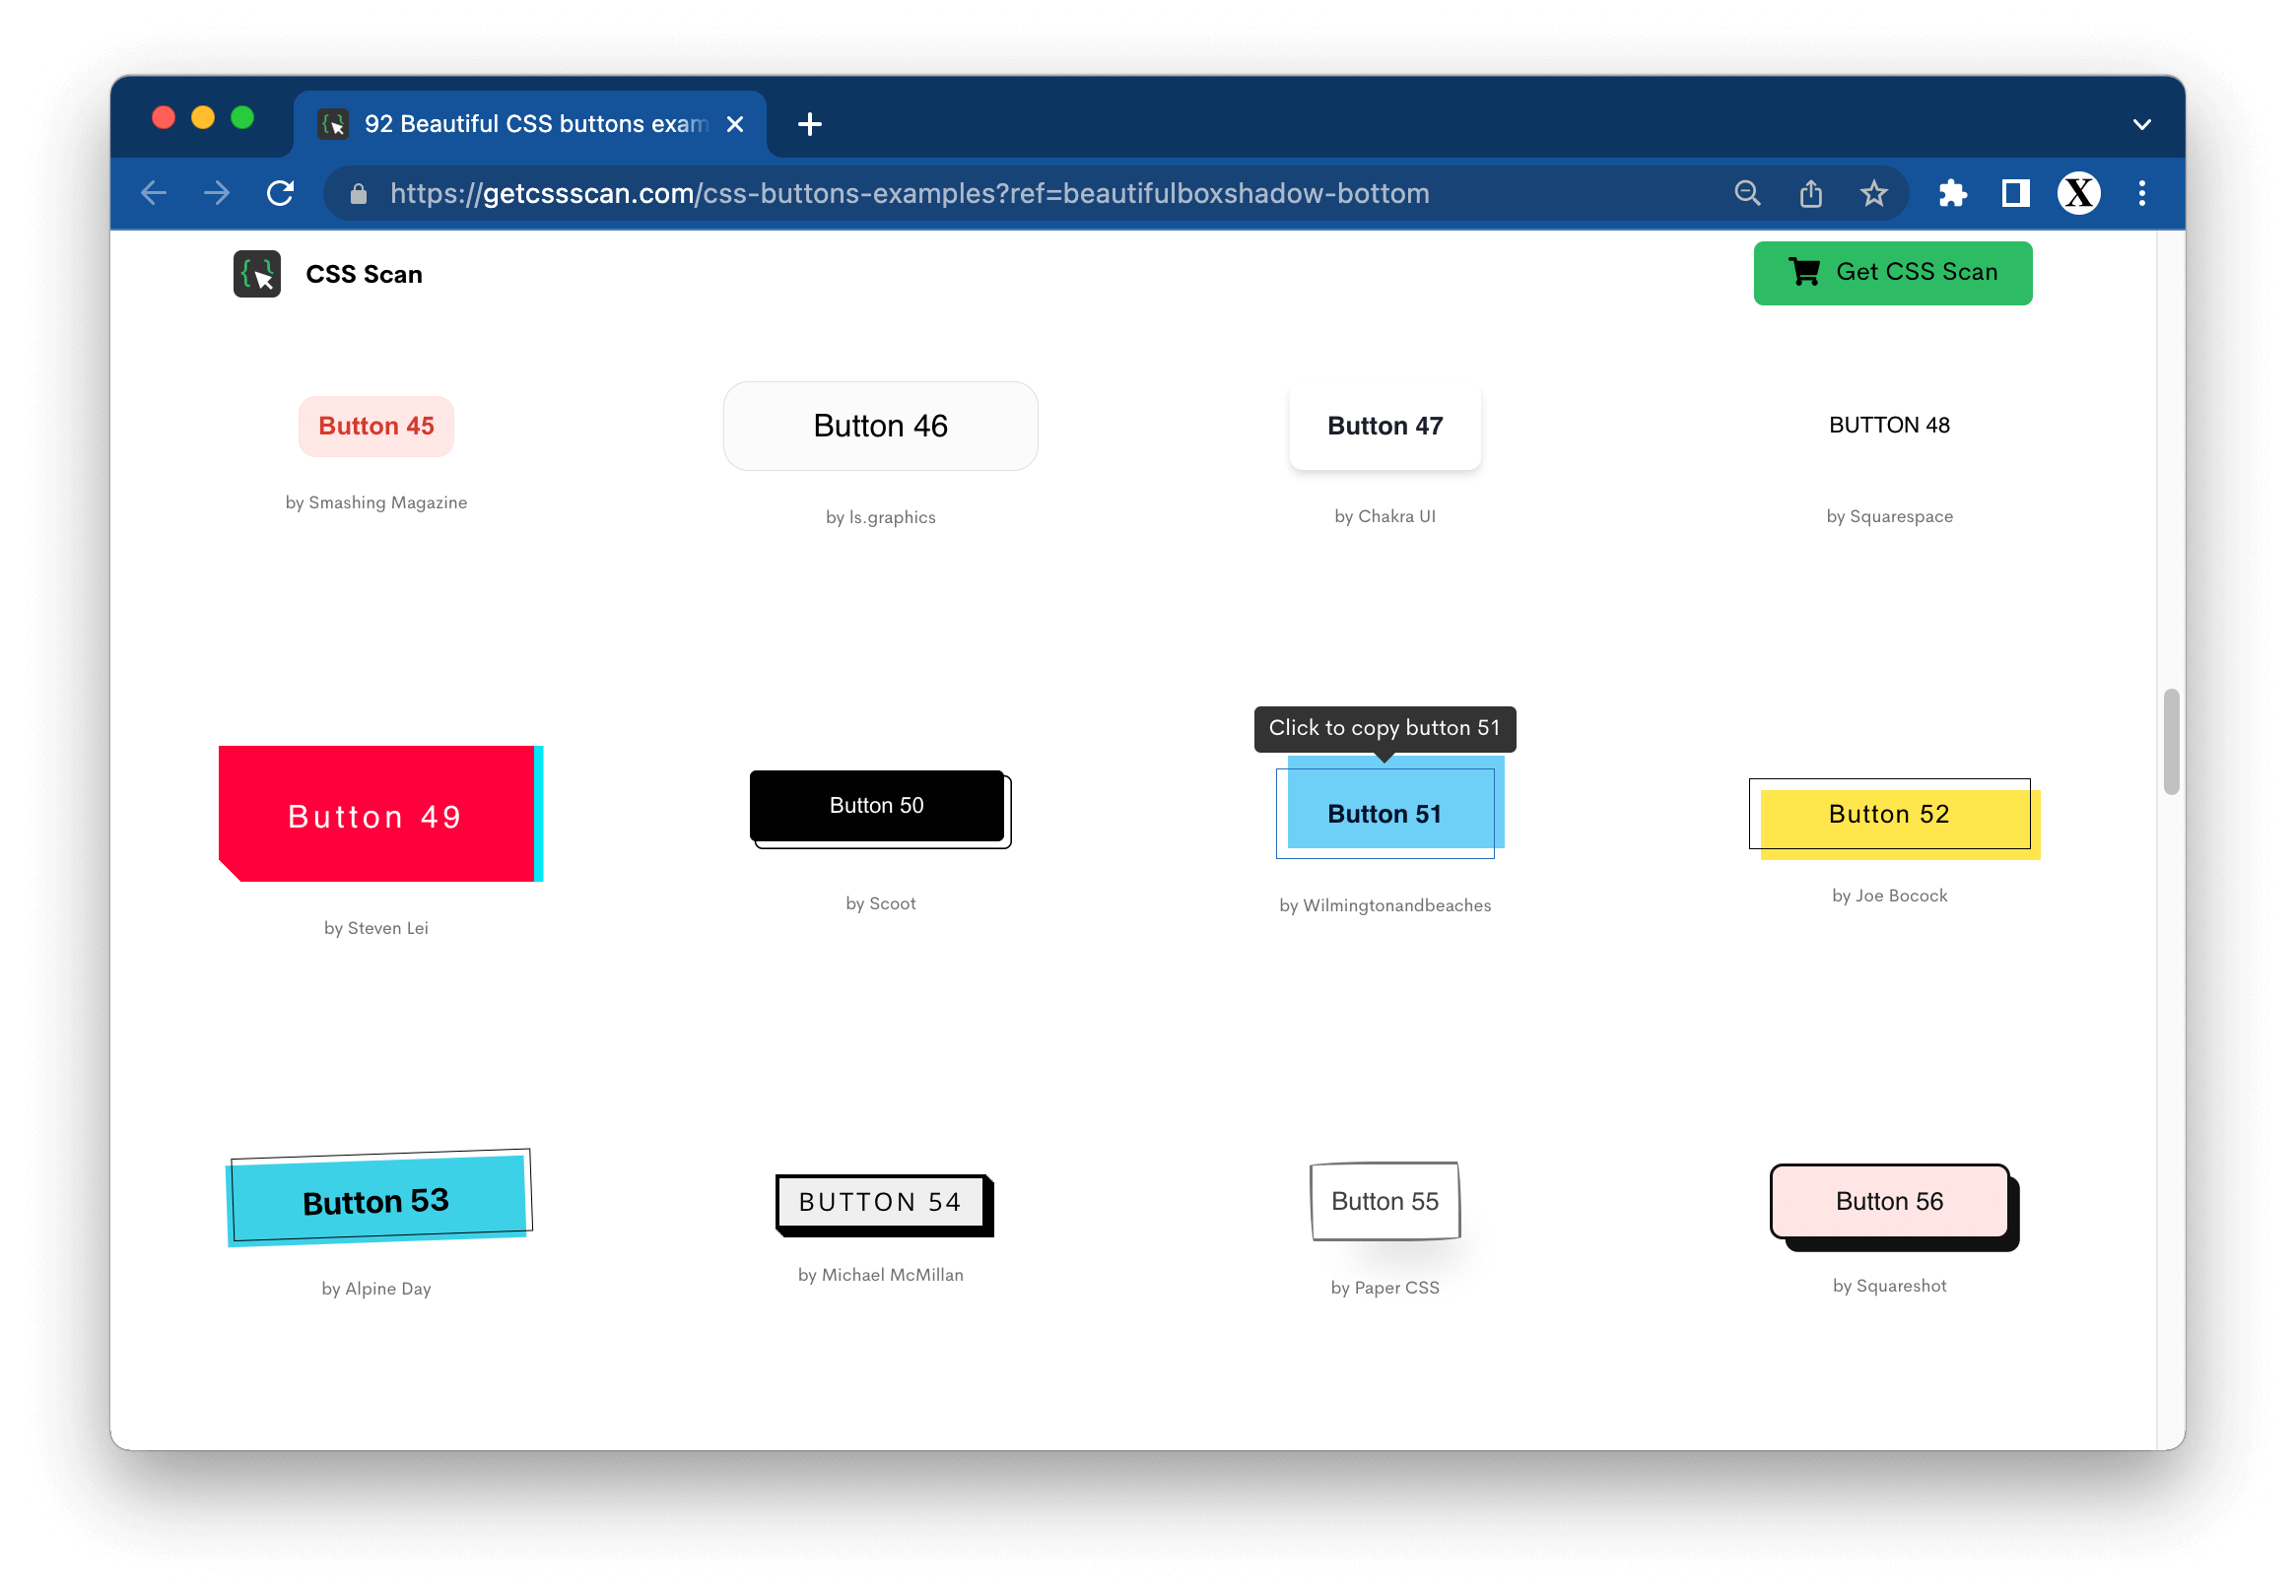 92 Beautiful CSS buttons exam
https://getcssscan.com/css-buttons-examples?ref=beautifulboxshadow-bottom
X
CSS Scan
Get CSS Scan
Button 45
Button 46
Button 47
BUTTON 48
by Smashing Magazine
by ls.graphics
by Chakra UI
by Squarespace
Click to copy button 51
Button 49
Button 50
Button 51
Button 52
by Steven Lei
by Scoot
by Wilmingtonandbeaches
by Joe Bocock
Button 53
BUTTON 54
Button 55
Button 56
by Alpine Day
by Michael McMillan
by Paper CSS
by Squareshot